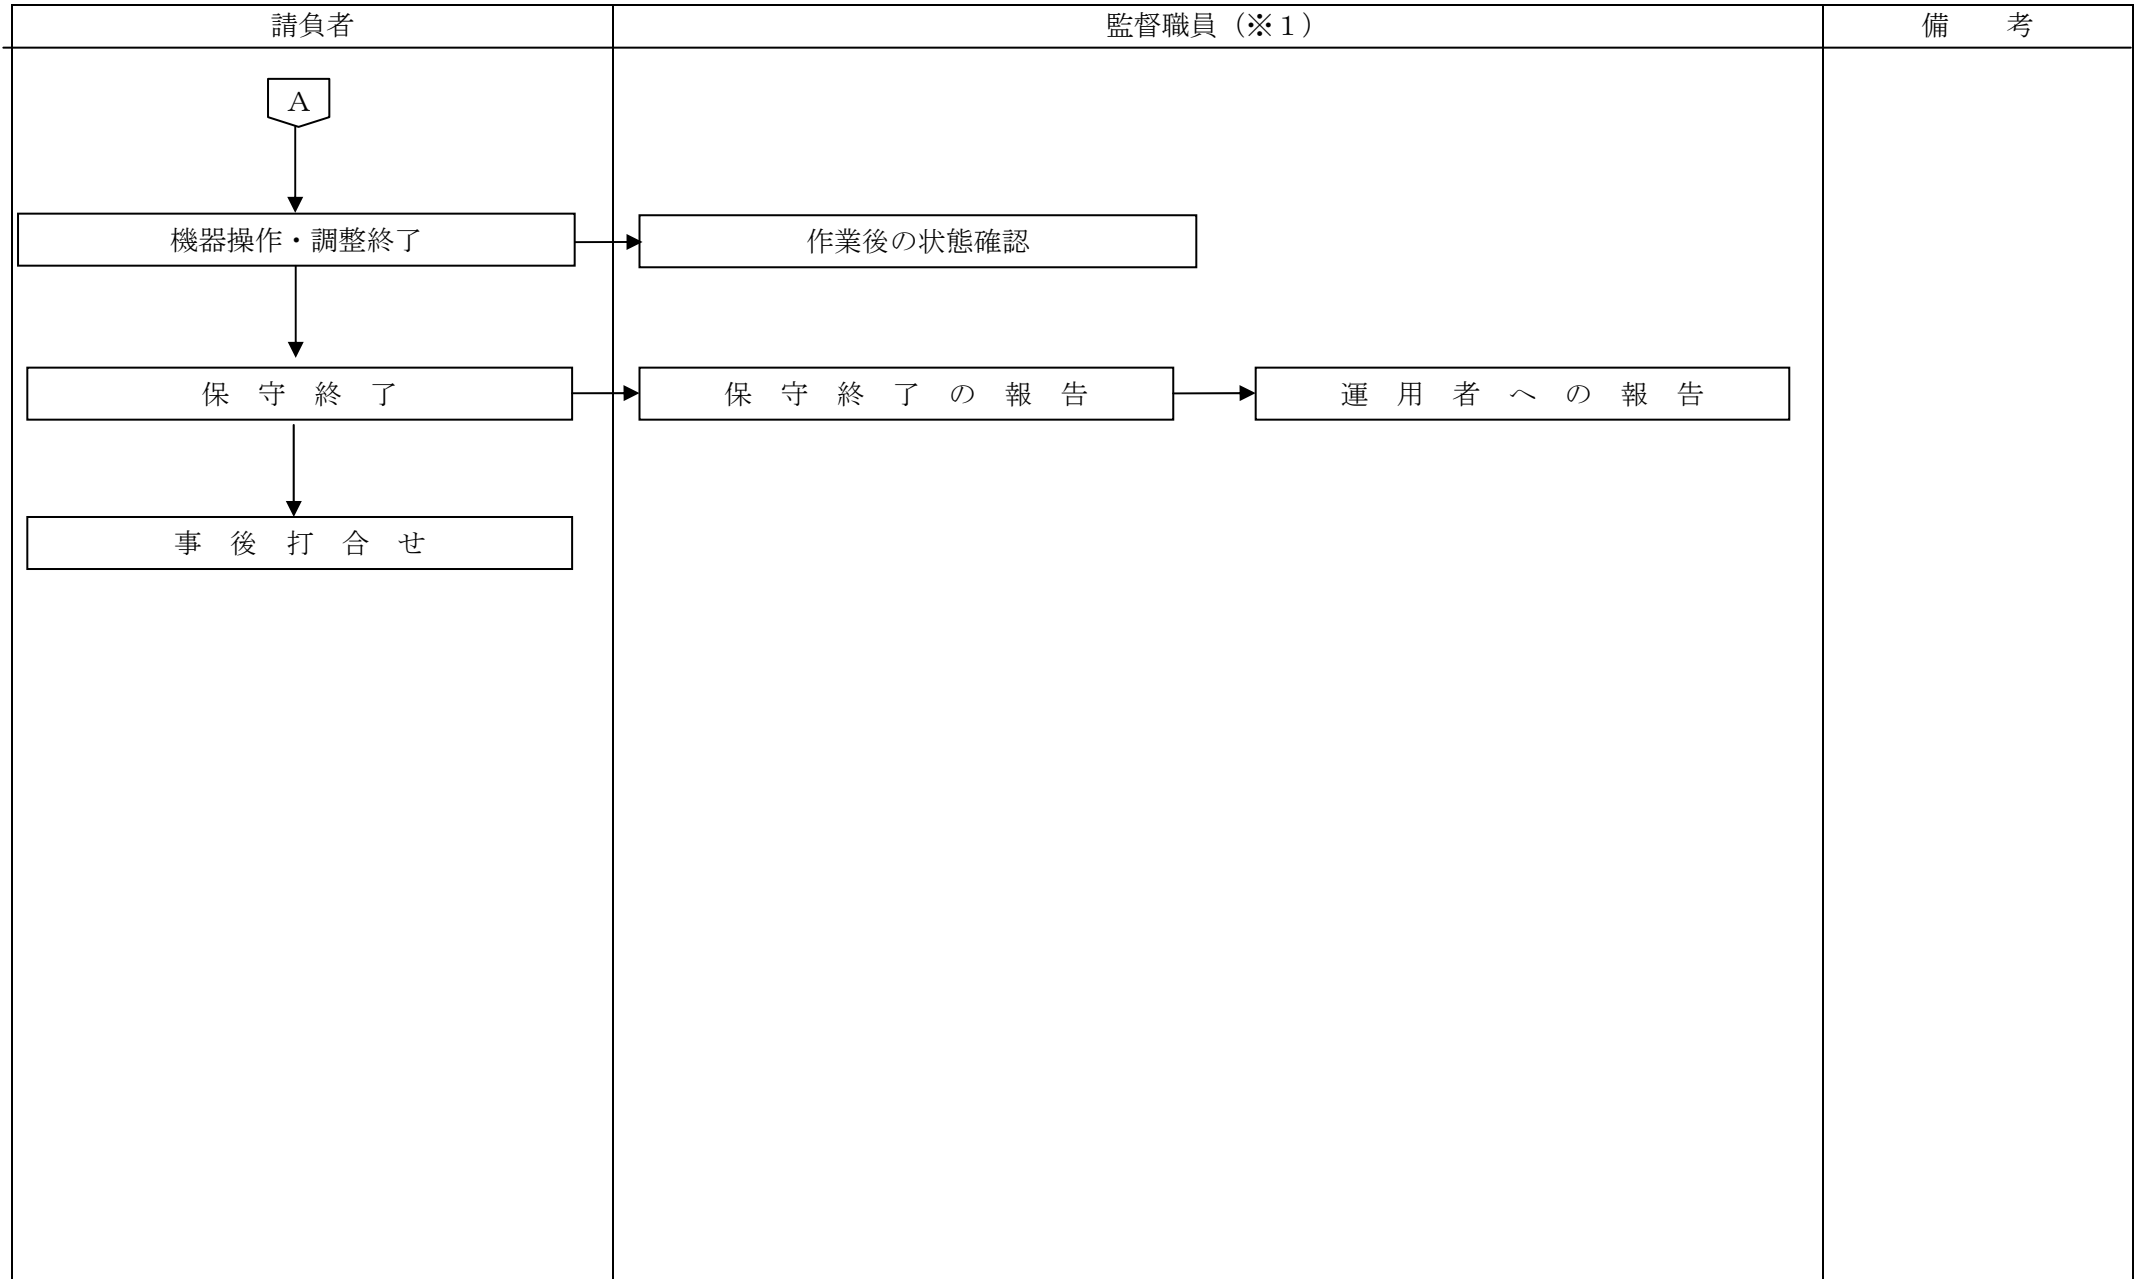 請負者
監督職員（※１）
備　　考
Ａ
機器操作・調整終了
作業後の状態確認
保　守　終　了
保　守　終　了　の　報　告
運　用　者　へ　の　報　告
事　後　打　合　せ